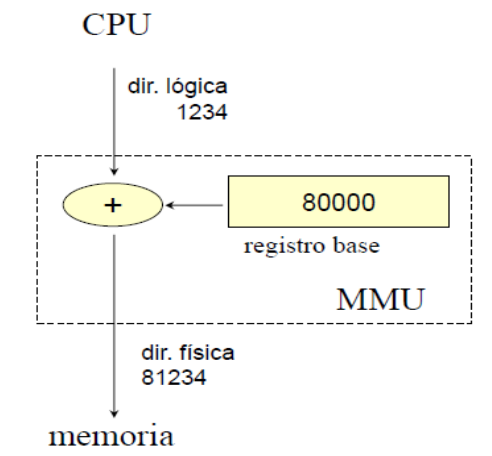 CPU
dir. lógica
1234
+
80000
registro base
MMU
dir. física
81234
memoria